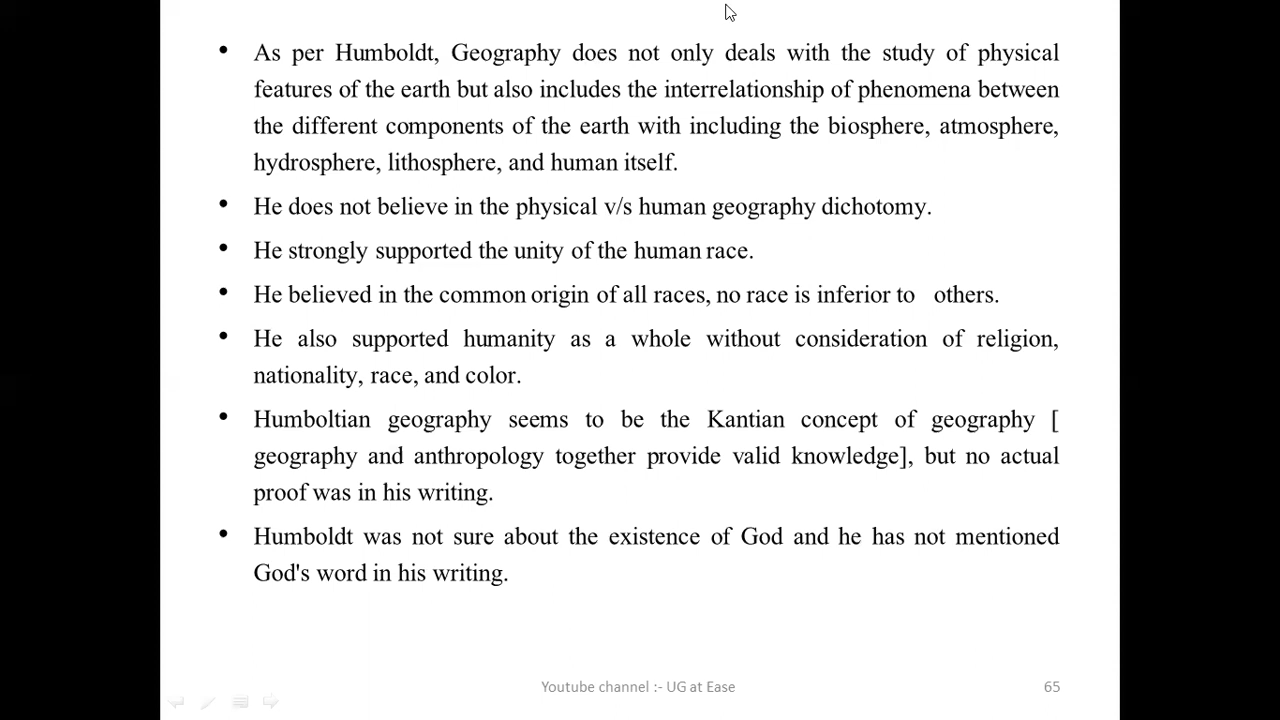 • As per Humboldt, Geography does not only deals with the study of physical
features of the earth but also includes the interrelationship of phenomena between
the different components of the earth with including the biosphere, atmosphere,
hydrosphere, lithosphere, and human itself.
• He does not believe in the physical v/s human geography dichotomy.
• He strongly supported the unity of the human race.
• He believed in the common origin of all races, no race is inferior to others.
• He also supported humanity as a whole without consideration of religion,
nationality, race, and color.
• Humboltian geography seems to be the Kantian concept of geography [
geography and anthropology together provide valid knowledge], but no actual
proof was in his writing.
• Humboldt was not sure about the existence of God and he has not mentioned
God's word in his writing.
Youtube channel :- UG at Ease
65